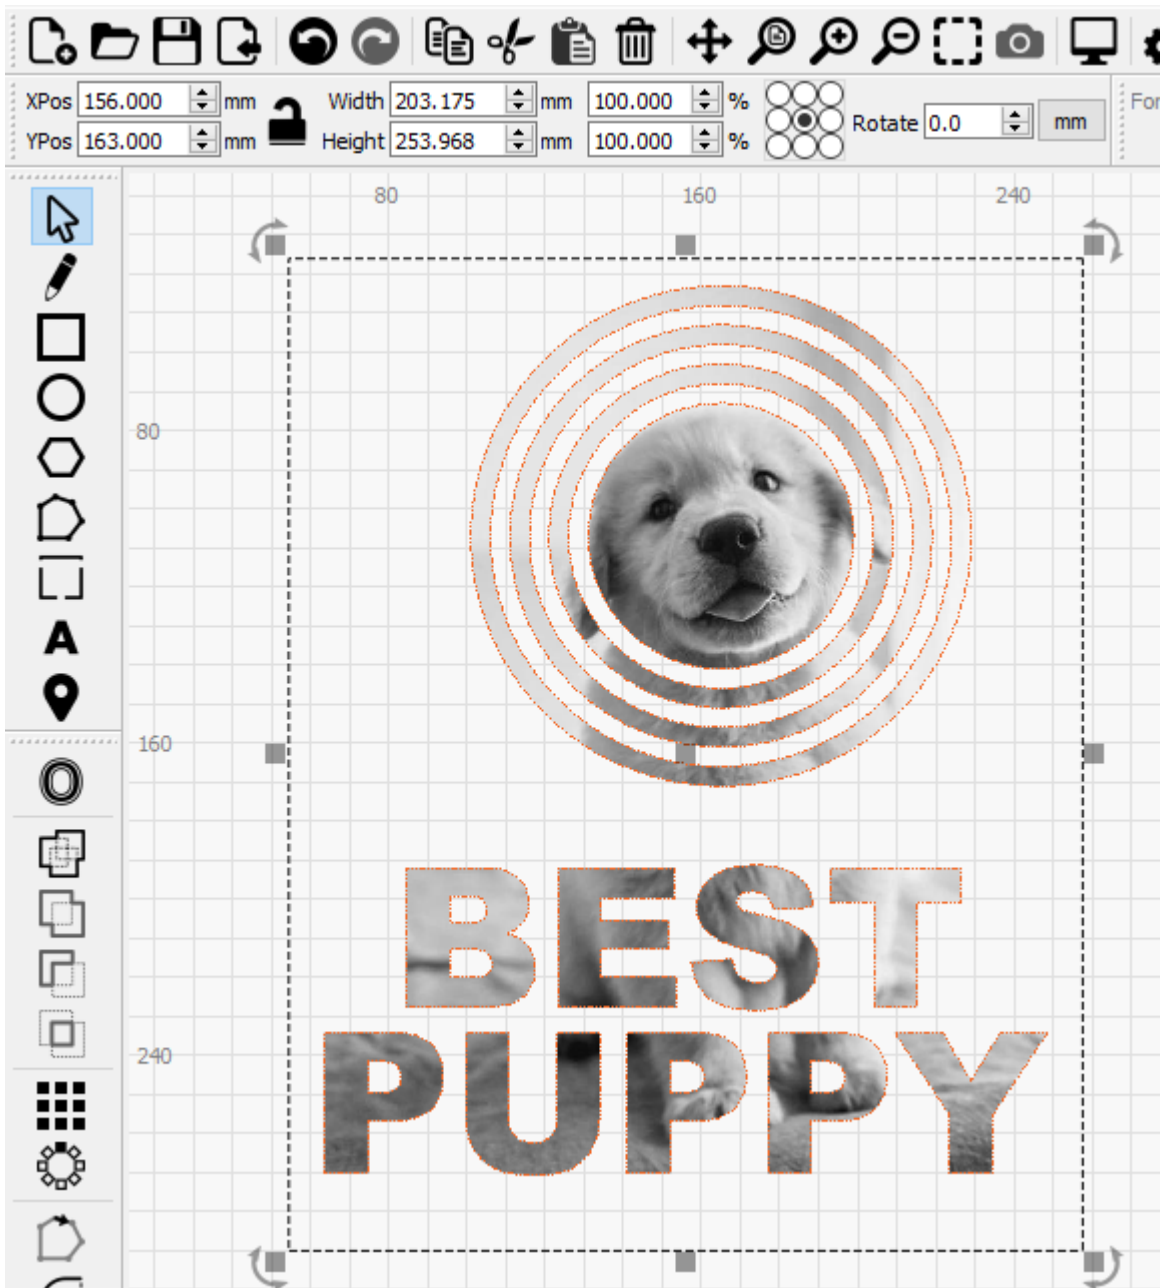 XPos 156.000 mm Width 203.175 mm 100.000 %
YPos 163.000 mm Height 253.968 mm 100.000 %
Rotate 0.0 mm
For
80 160 240
80
160
240
A
BEST
PUPPY